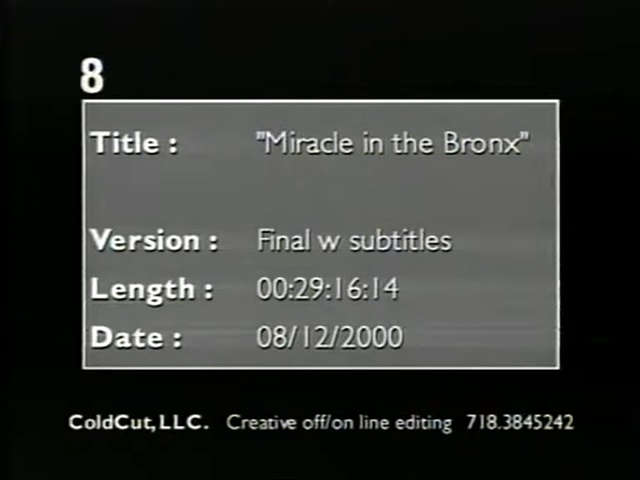 8
Title : "Miracle in the Bronx"
Version : Final w subtitles
Length : 00:29:16:14
Date : 08/12/2000
ColdCut,LLC. Creative off/on line editing 718.3845242